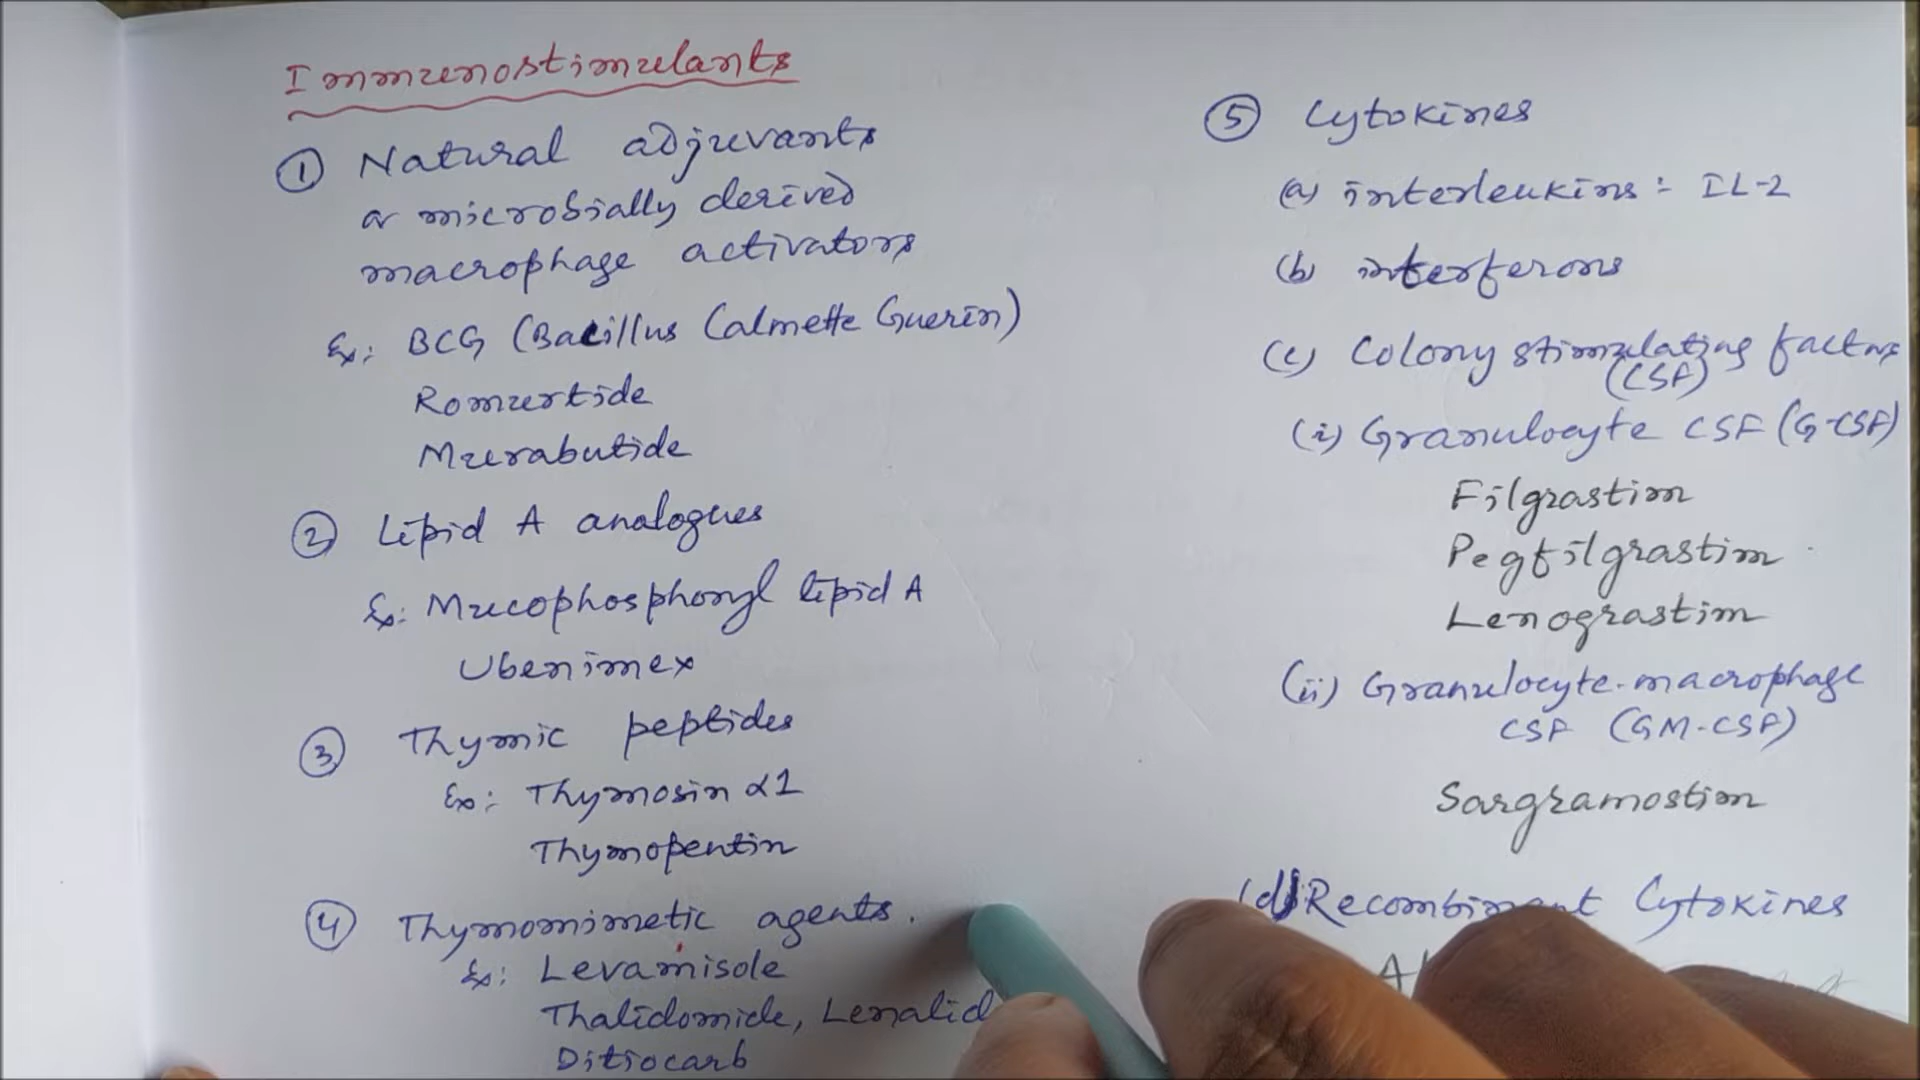 Immunostimulants
① Natural adjuvants
or microbially derived
macrophage activators
Ex: BCG (Bacillus Calmette Guerin)
Romurtide
Murabutide
② Lipid A analogues
Ex: Mucophosphoryl lipid A
Ubenimex
③ Thymic peptides
Ex: Thymosin α1
Thymopentin
④ Thymomimetic agents.
Ex: Levamisole
Thalidomide, Lenalid
Ditiocarb
⑤ Cytokines
(a) interleukins: IL-2
(b) interferons
(c) Colony stimulating factors
(CSF)
(i) Granulocyte CSF (G-CSF)
Filgrastim
Pegfilgrastim
Lenograstim
(ii) Granulocyte-macrophage
CSF (GM-CSF)
Sargramostim
(d) Recombinant Cytokines